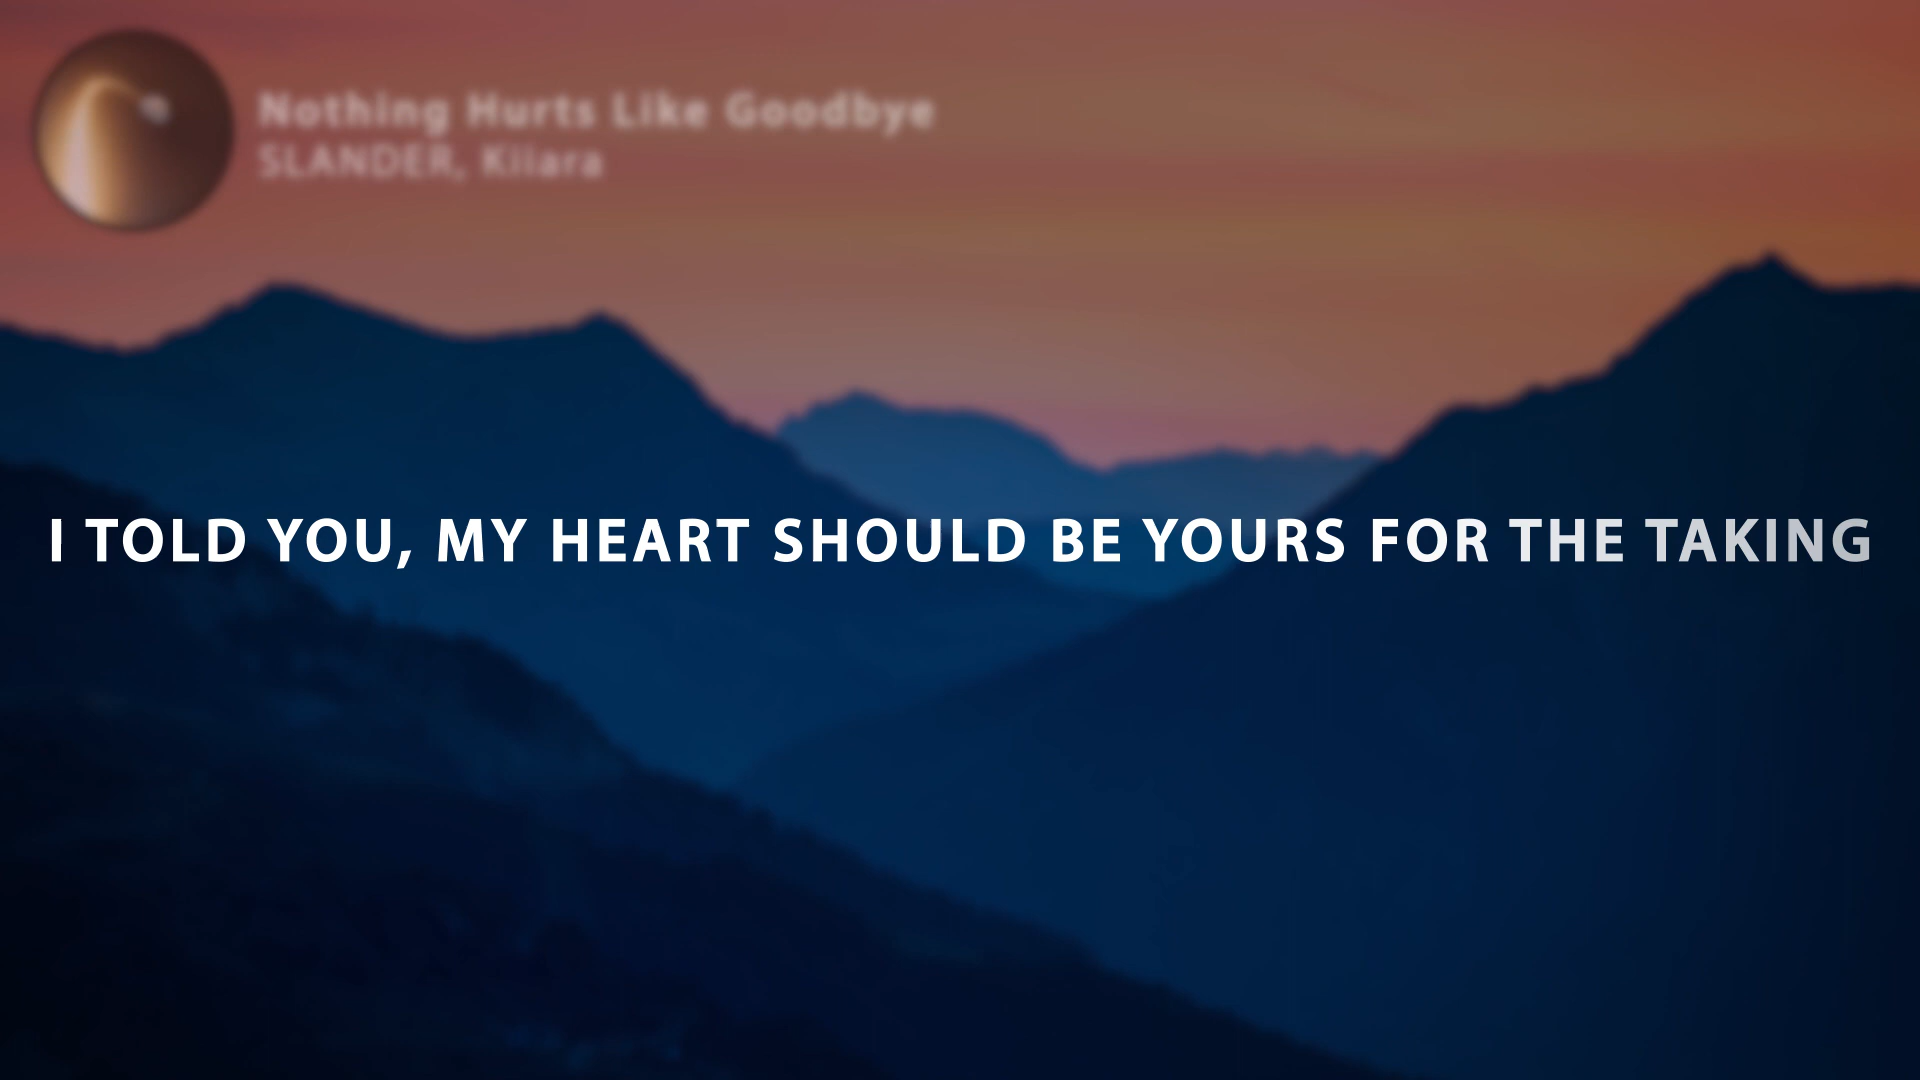 Nothing Hurts Like Goodbye
SLANDER, Kiiara
I TOLD YOU, MY HEART SHOULD BE YOURS FOR THE TAKING